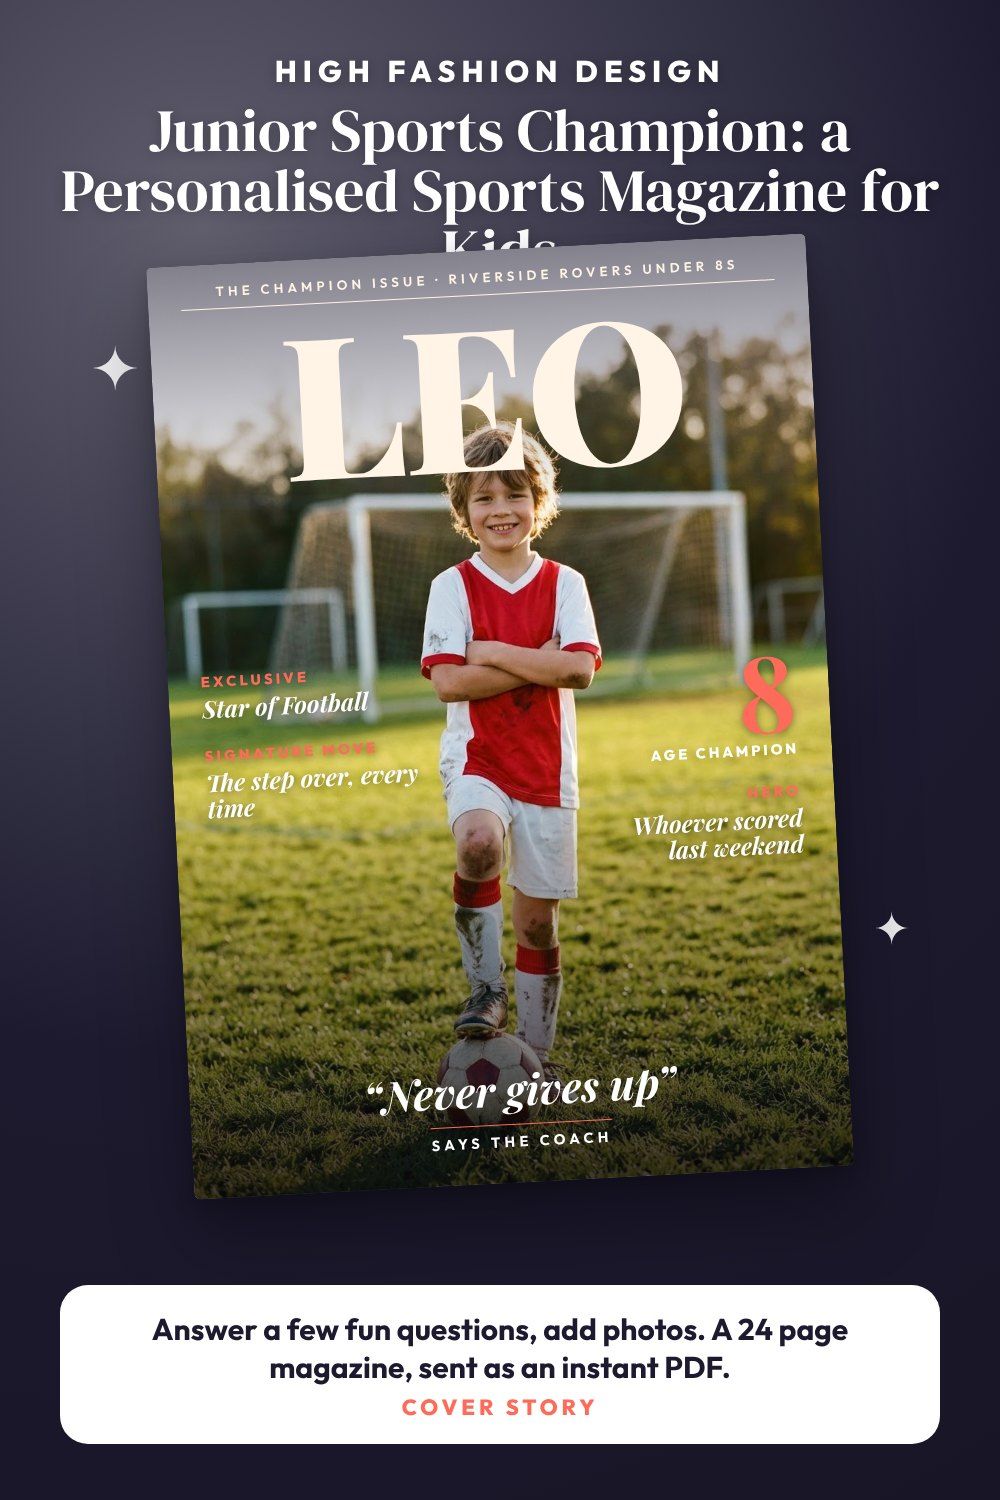 HIGH FASHION DESIGN
Junior Sports Champion: a
Personalised Sports Magazine for
Kids
THE CHAMPION ISSUE · RIVERSIDE ROVERS UNDER 8S
LEO
EXCLUSIVE
Star of Football
SIGNATURE MOVE
The step over, every
time
8
AGE CHAMPION
HERO
Whoever scored
last weekend
“Never gives up”
SAYS THE COACH
Answer a few fun questions, add photos. A 24 page
magazine, sent as an instant PDF.
COVER STORY